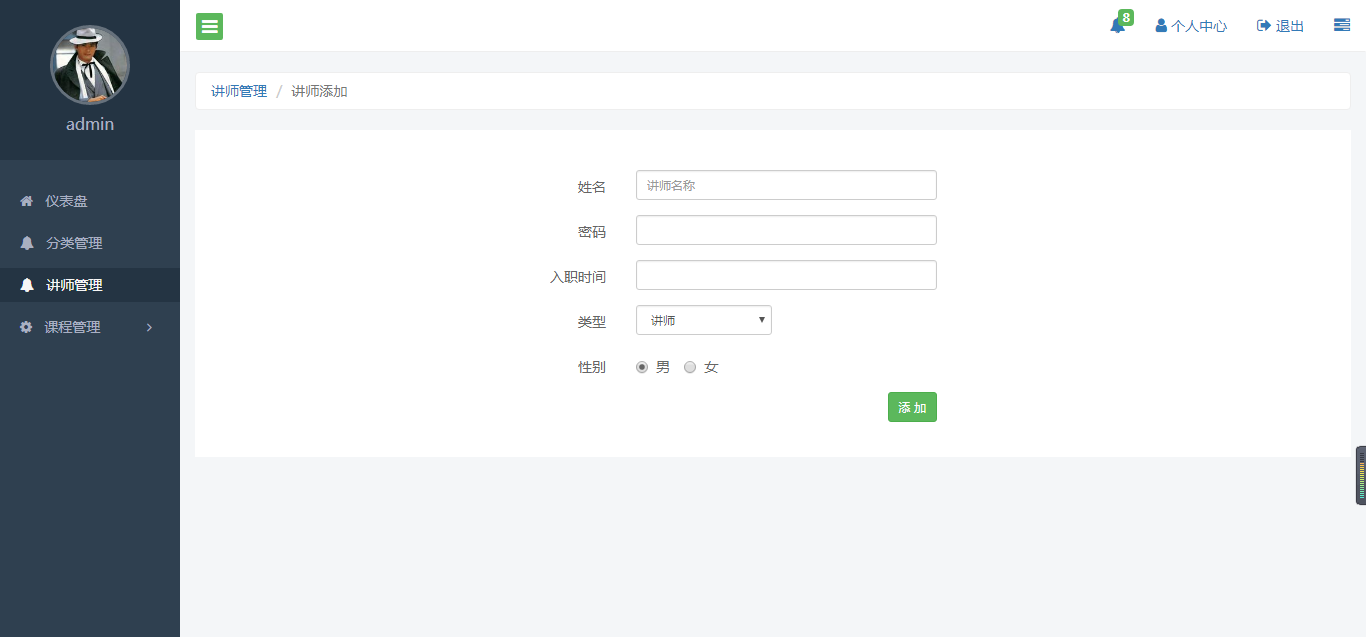 8
个人中心
退出
admin
讲师管理 / 讲师添加
仪表盘
分类管理
讲师管理
课程管理
姓名 讲师名称
密码
入职时间
类型 讲师
性别 男 女
添 加